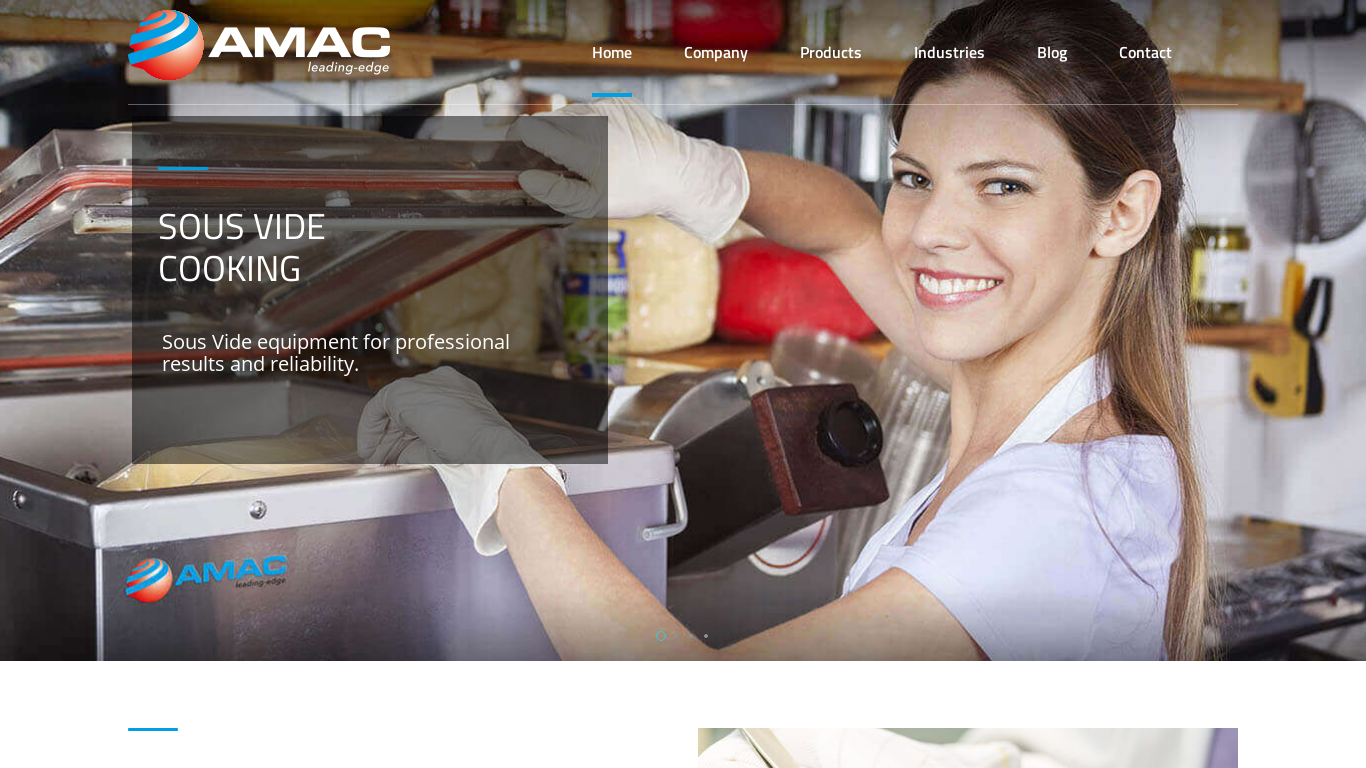 AMAC
leading-edge
Home
Company
Products
Industries
Blog
Contact
SOUS VIDE
COOKING
Sous Vide equipment for professional
results and reliability.
AMAC
leading-edge